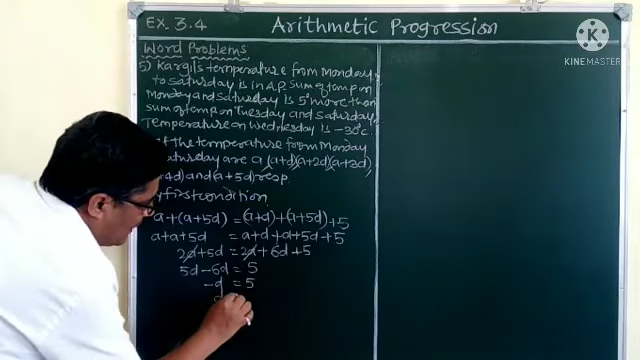 EX. 3.4 Arithmetic Progression
Word Problems
5) Kargil's temperature from Monday
to Saturday is in A.P. sum of temp on
Monday and Saturday is 5° more than
sum of temp on Tuesday and Saturday.
Temperature on Wednesday is -30°c.
the temperature from Monday
Saturday are a, (a+d), (a+2d), (a+3d),
+4d) and (a+5d) resp.
first condition
a+(a+5d) = (a+d)+(a+5d)+5
a+a+5d = a+d+a+5d+5
2a+5d = 2a+6d+5
5d-6d = 5
-d = 5
KINEMASTER